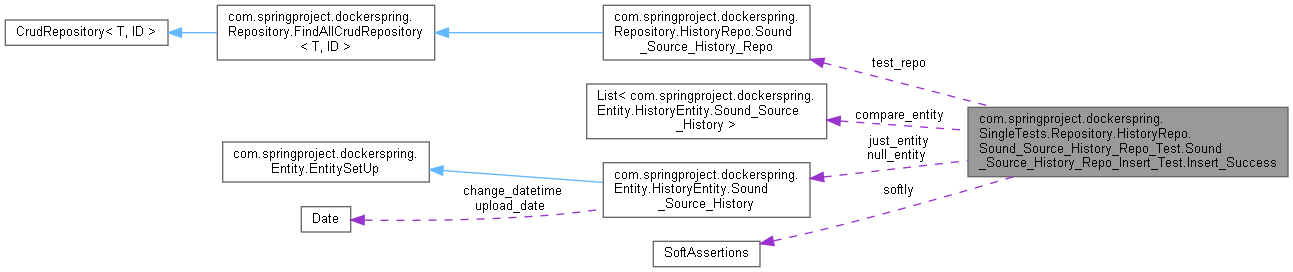 CrudRepository< T, ID >
com.springproject.dockerspring.
Repository.FindAllCrudRepository
< T, ID >
com.springproject.dockerspring.
Repository.HistoryRepo.Sound
_Source_History_Repo
test_repo
List< com.springproject.dockerspring.
Entity.HistoryEntity.Sound_Source
_History >
compare_entity
com.springproject.dockerspring.
SingleTests.Repository.HistoryRepo.
Sound_Source_History_Repo_Test.Sound
_Source_History_Repo_Insert_Test.Insert_Success
just_entity
null_entity
com.springproject.dockerspring.
Entity.EntitySetUp
com.springproject.dockerspring.
Entity.HistoryEntity.Sound
_Source_History
change_datetime
upload_date
softly
Date
SoftAssertions